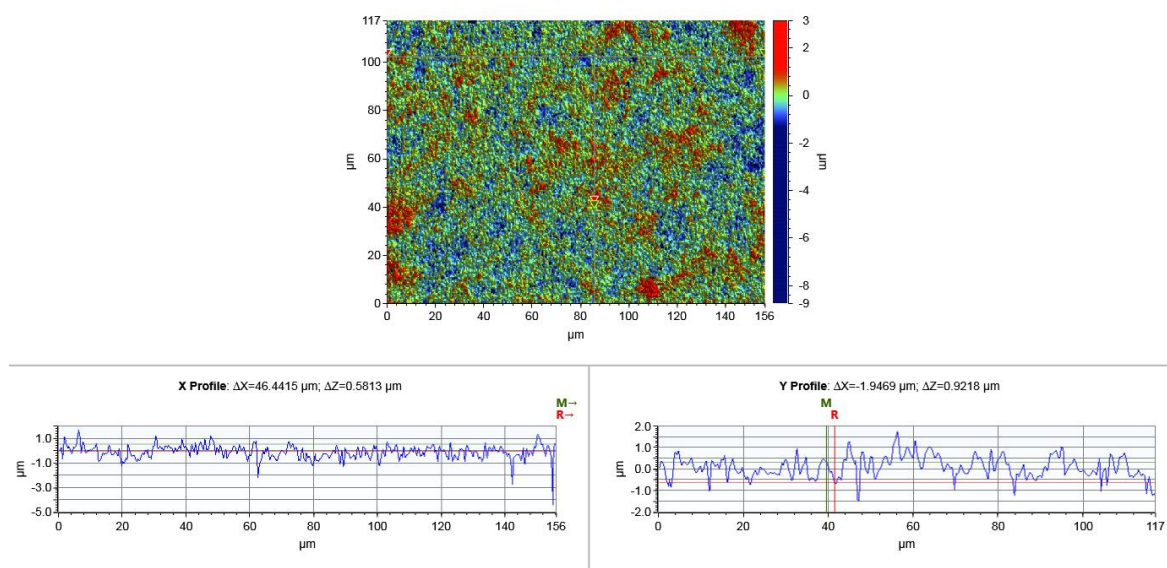 117
100
80
60
40
20
0
µm
0 20 40 60 80 100 120 156
µm
3
2
0
-2
-4
-6
-8
-9
µm
X Profile: ΔX=46.4415 µm; ΔZ=0.5813 µm
M→
R→
1.0
-1.0
-3.0
-5.0
µm
0 20 40 60 80 100 120 140 156
µm
Y Profile: ΔX=-1.9469 µm; ΔZ=0.9218 µm
M
R
2.0
1.0
0.0
-1.0
-2.0
µm
0 20 40 60 80 100 117
µm